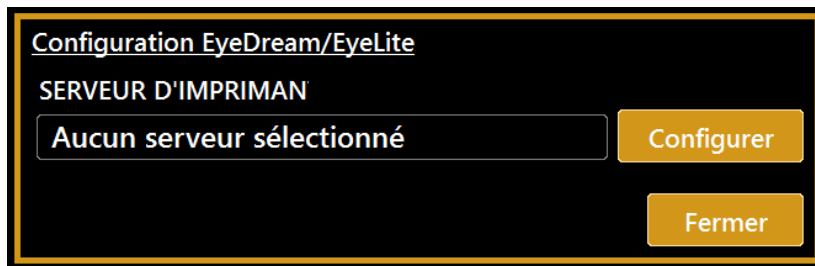 Configuration EyeDream/EyeLite
SERVEUR D'IMPRIMAN
Aucun serveur sélectionné
Configurer
Fermer